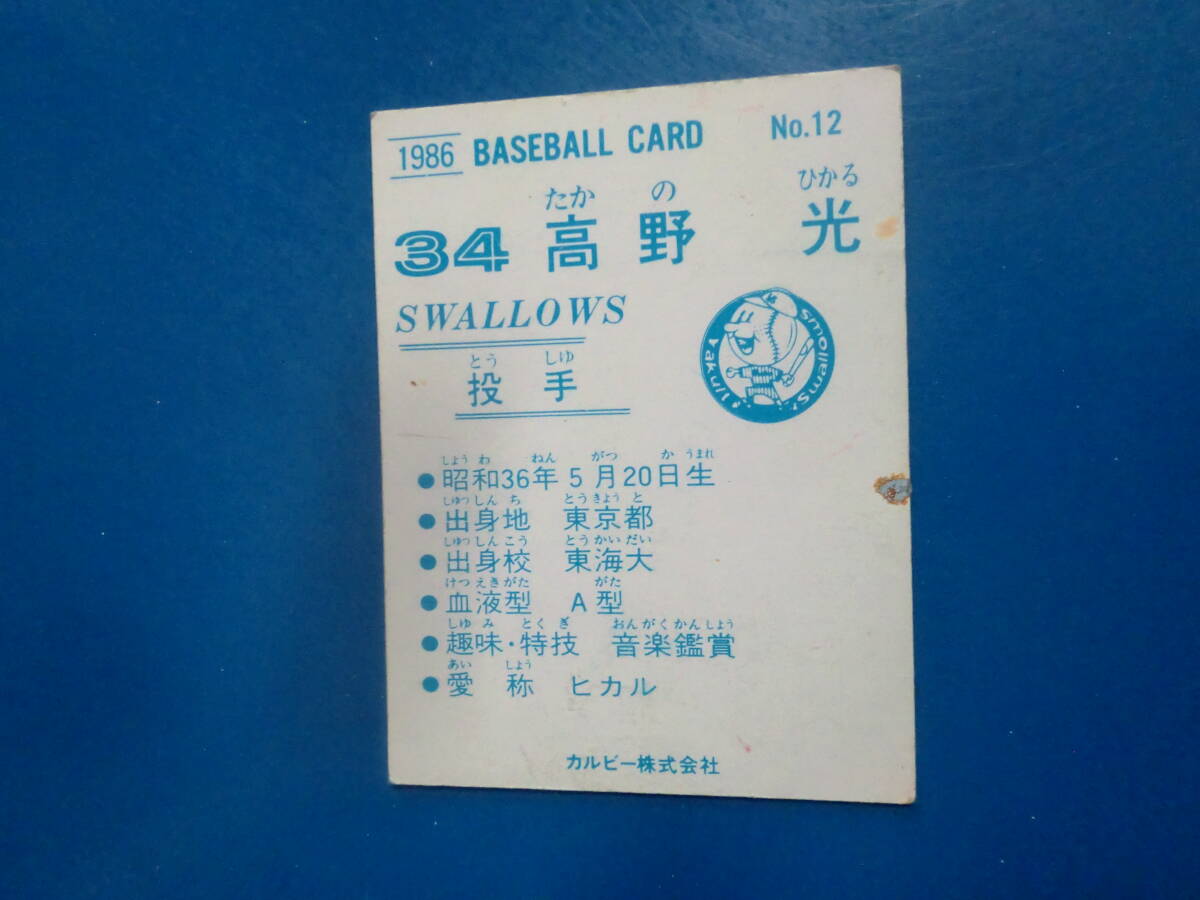 1986 BASEBALL CARD No.12
たか の ひかる
34 高野 光
SWALLOWS
とう しゆ
投手
Yakult Swallows
しょう わ ねん がつ か うまれ
●昭和36年5月20日生
しゅつ しん ち とう きょう と
●出身地 東京都
しゅつ しん こう とう かい だい
●出身校 東海大
けつ えき がた がた
●血液型 A型
しゆ み とく ぎ おん がく かん しょう
●趣味・特技 音楽鑑賞
あい しょう
●愛称 ヒカル
カルビー株式会社